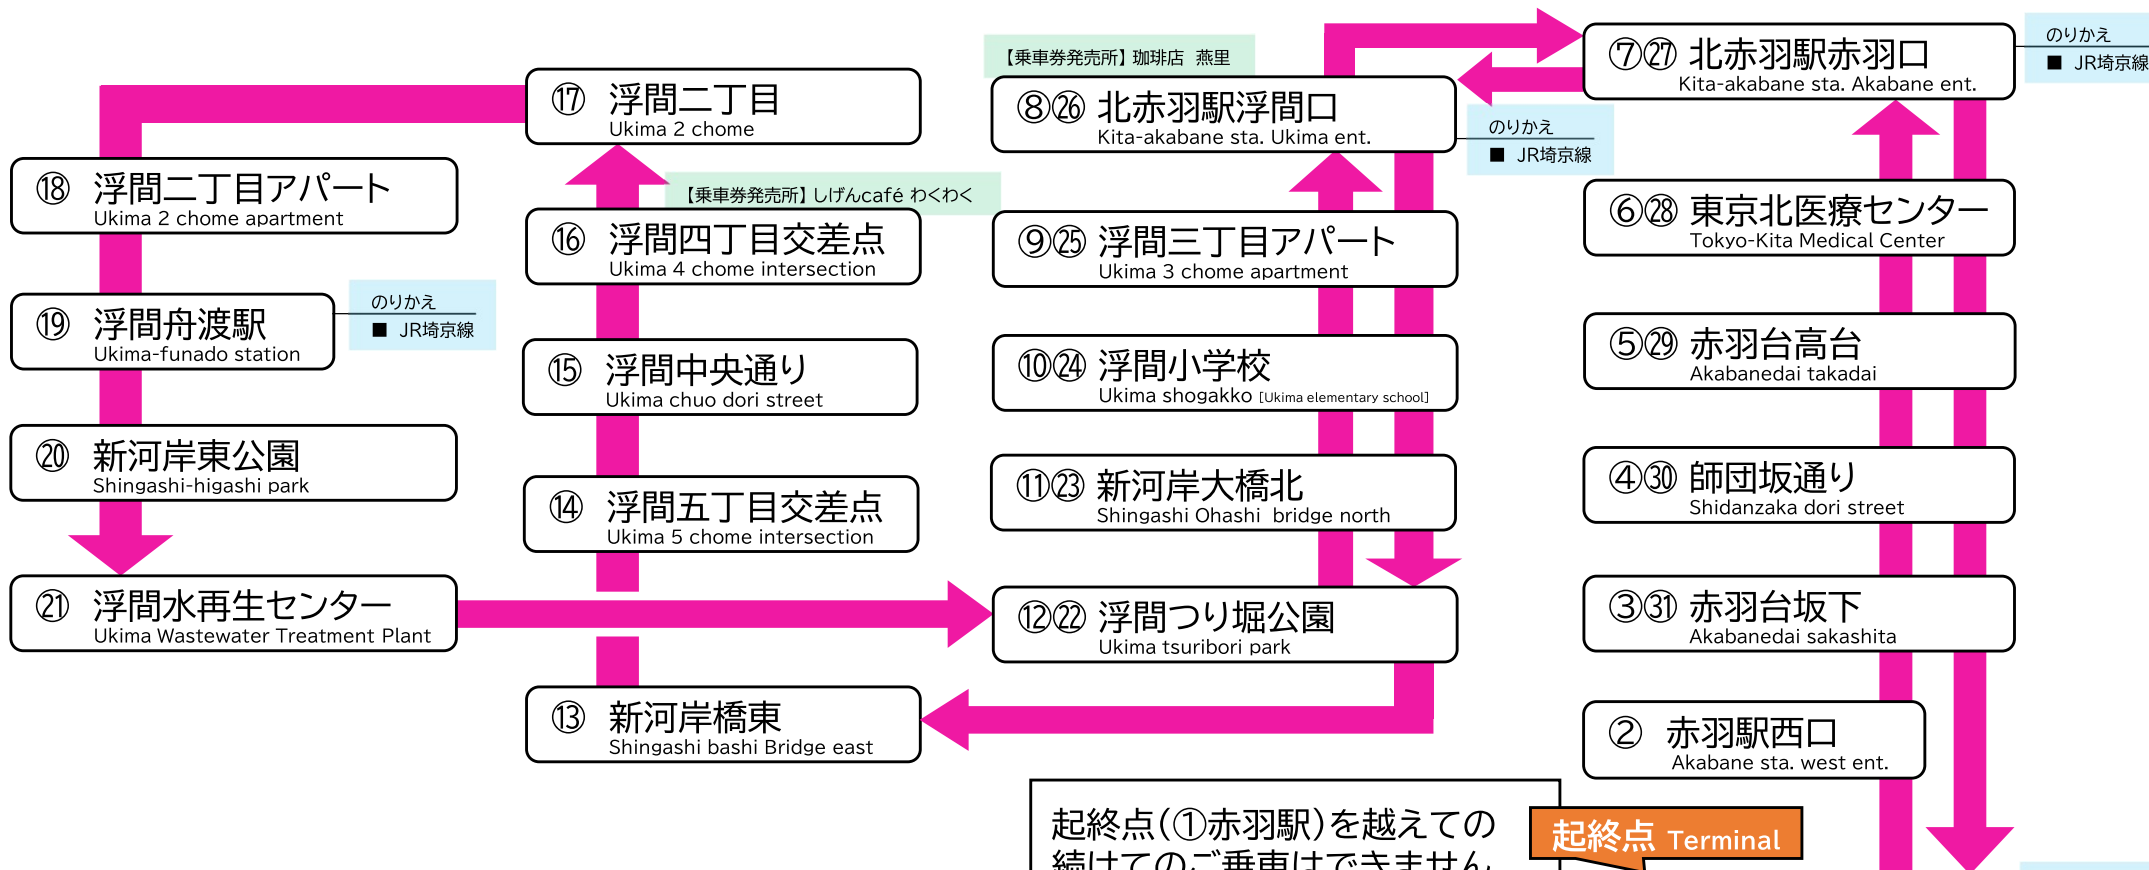 【乗車券発売所】珈琲店 燕里
⑦㉗ 北赤羽駅赤羽口
Kita-akabane sta. Akabane ent.
のりかえ
■ JR埼京線
⑰ 浮間二丁目
Ukima 2 chome
⑧㉖ 北赤羽駅浮間口
Kita-akabane sta. Ukima ent.
のりかえ
■ JR埼京線
⑱ 浮間二丁目アパート
Ukima 2 chome apartment
【乗車券発売所】しげんcafé わくわく
⑯ 浮間四丁目交差点
Ukima 4 chome intersection
⑨㉕ 浮間三丁目アパート
Ukima 3 chome apartment
⑥㉘ 東京北医療センター
Tokyo-Kita Medical Center
⑲ 浮間舟渡駅
Ukima-funado station
のりかえ
■ JR埼京線
⑮ 浮間中央通り
Ukima chuo dori street
⑩㉔ 浮間小学校
Ukima shogakko [Ukima elementary school]
⑤㉙ 赤羽台高台
Akabanedai takadai
⑳ 新河岸東公園
Shingashi-higashi park
⑭ 浮間五丁目交差点
Ukima 5 chome intersection
⑪㉓ 新河岸大橋北
Shingashi Ohashi bridge north
④㉚ 師団坂通り
Shidanzaka dori street
㉑ 浮間水再生センター
Ukima Wastewater Treatment Plant
⑫㉒ 浮間つり堀公園
Ukima tsuribori park
③㉛ 赤羽台坂下
Akabanedai sakashita
⑬ 新河岸橋東
Shingashi bashi Bridge east
② 赤羽駅西口
Akabane sta. west ent.
起終点(①赤羽駅)を越えての
続けてのご乗車はできません
起終点 Terminal